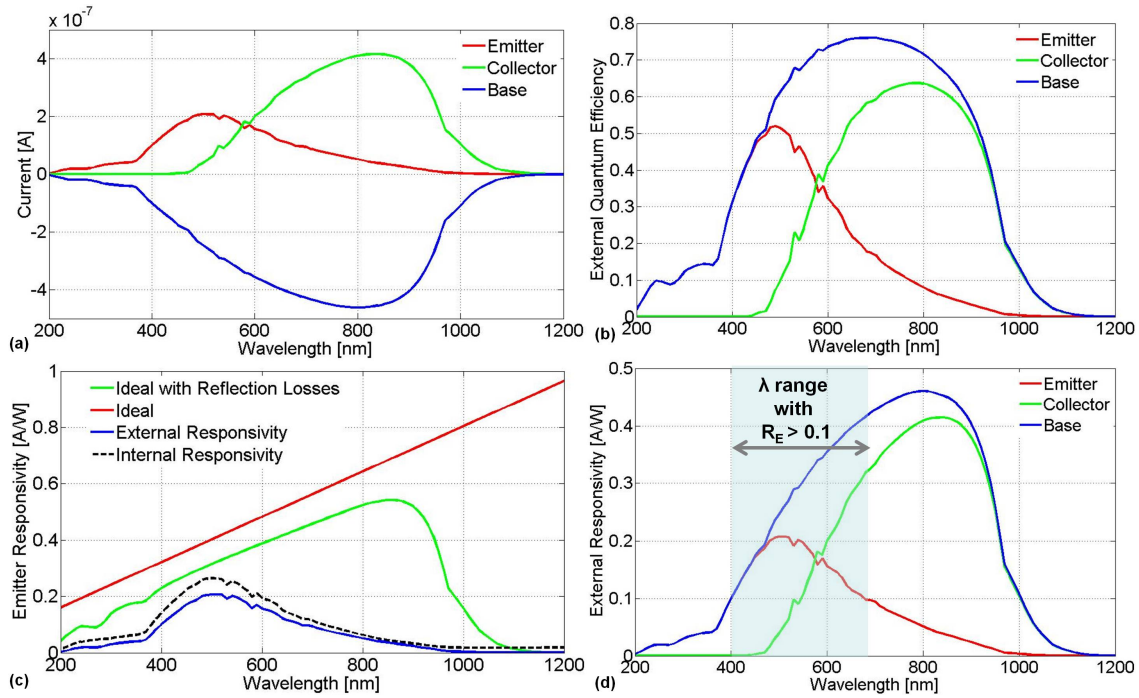 x 10⁻⁷
4
2
0
-2
-4
Current [A]
Emitter
Collector
Base
200 400 600 800 1000 1200
Wavelength [nm]
(a)
0.8
0.7
0.6
0.5
0.4
0.3
0.2
0.1
0
External Quantum Efficiency
Emitter
Collector
Base
200 400 600 800 1000 1200
Wavelength [nm]
(b)
1
0.8
0.6
0.4
0.2
0
Emitter Responsivity [A/W]
Ideal with Reflection Losses
Ideal
External Responsivity
Internal Responsivity
200 400 600 800 1000 1200
Wavelength [nm]
(c)
0.5
0.4
0.3
0.2
0.1
0
External Responsivity [A/W]
λ range
with
R_E > 0.1
Emitter
Collector
Base
200 400 600 800 1000 1200
Wavelength [nm]
(d)